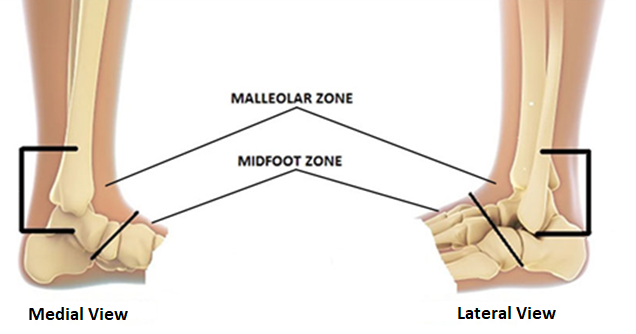 MALLEOLAR ZONE
MIDFOOT ZONE
Medial View
Lateral View